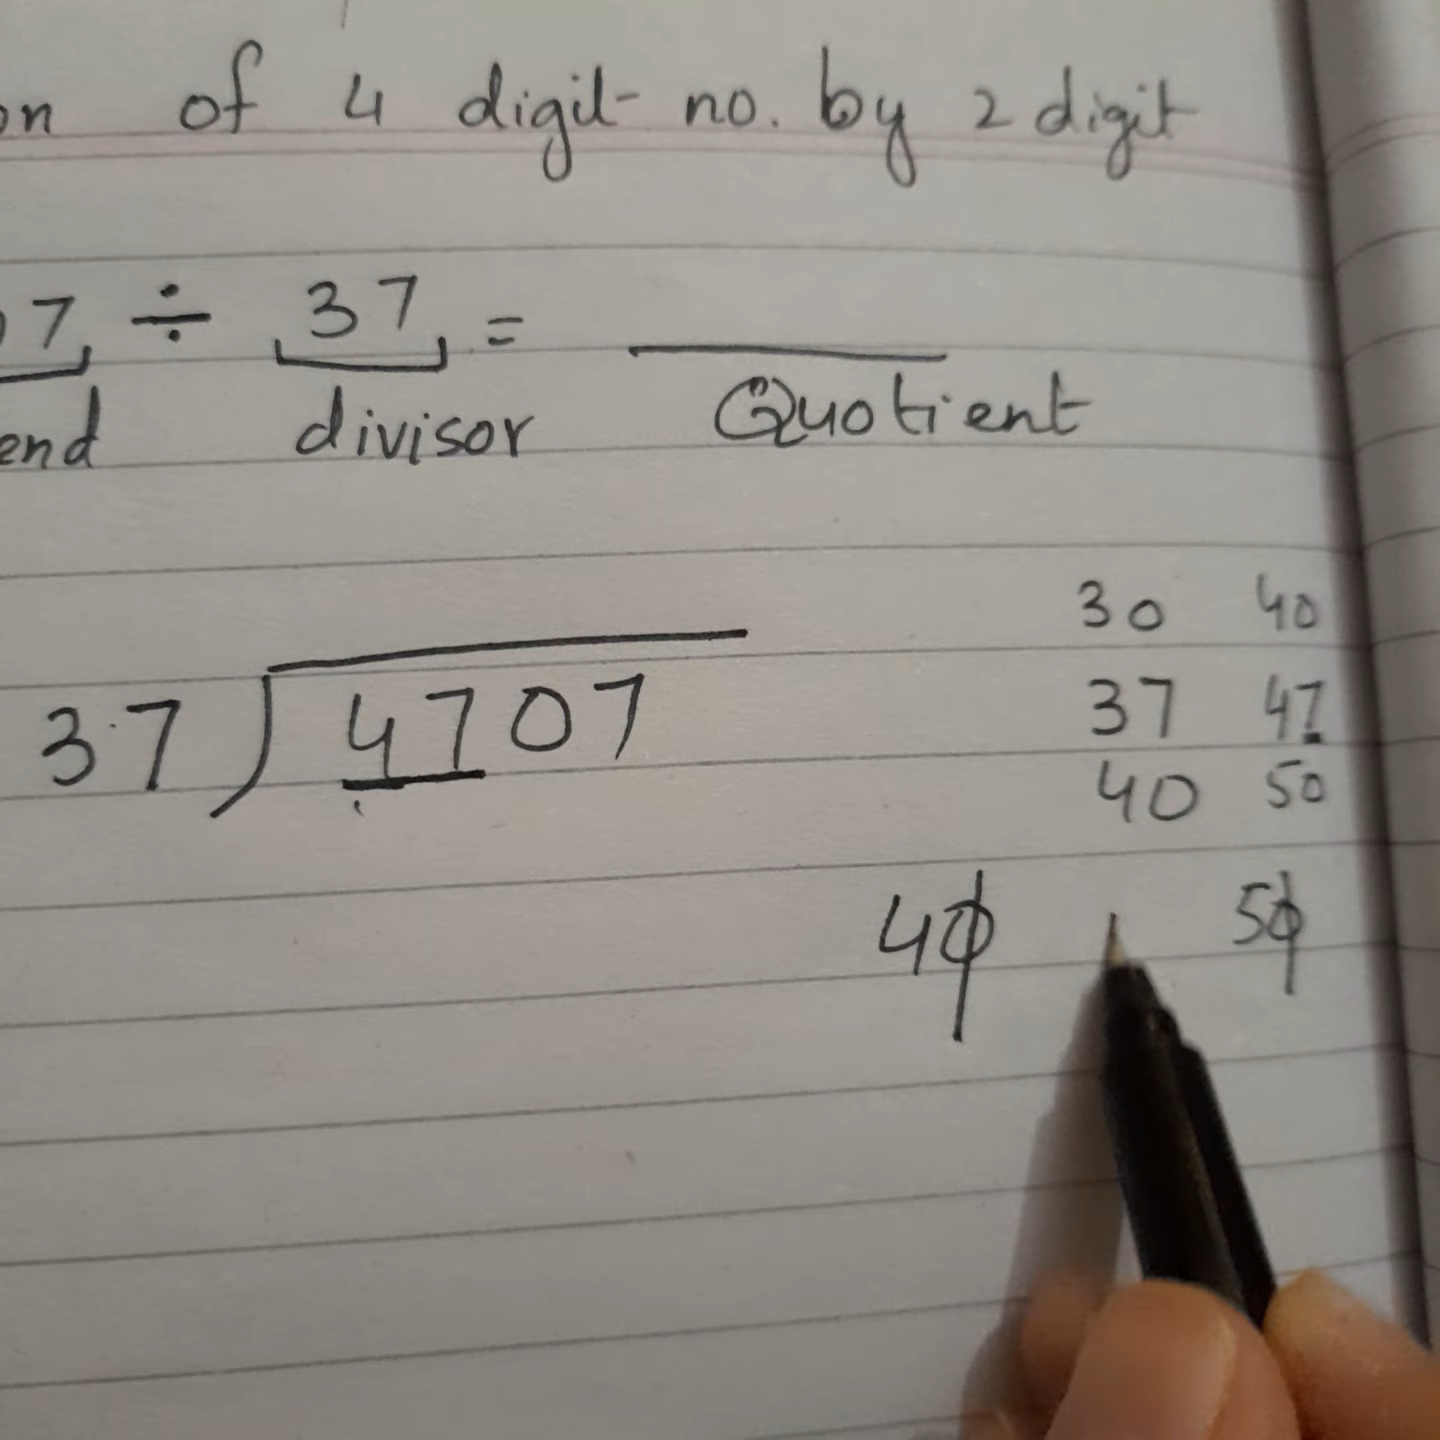 on of 4 digit no. by 2 digit
7 ÷ 37 =
end divisor Quotient
30 40
37 ) 4707 37 47
40 50
40 50